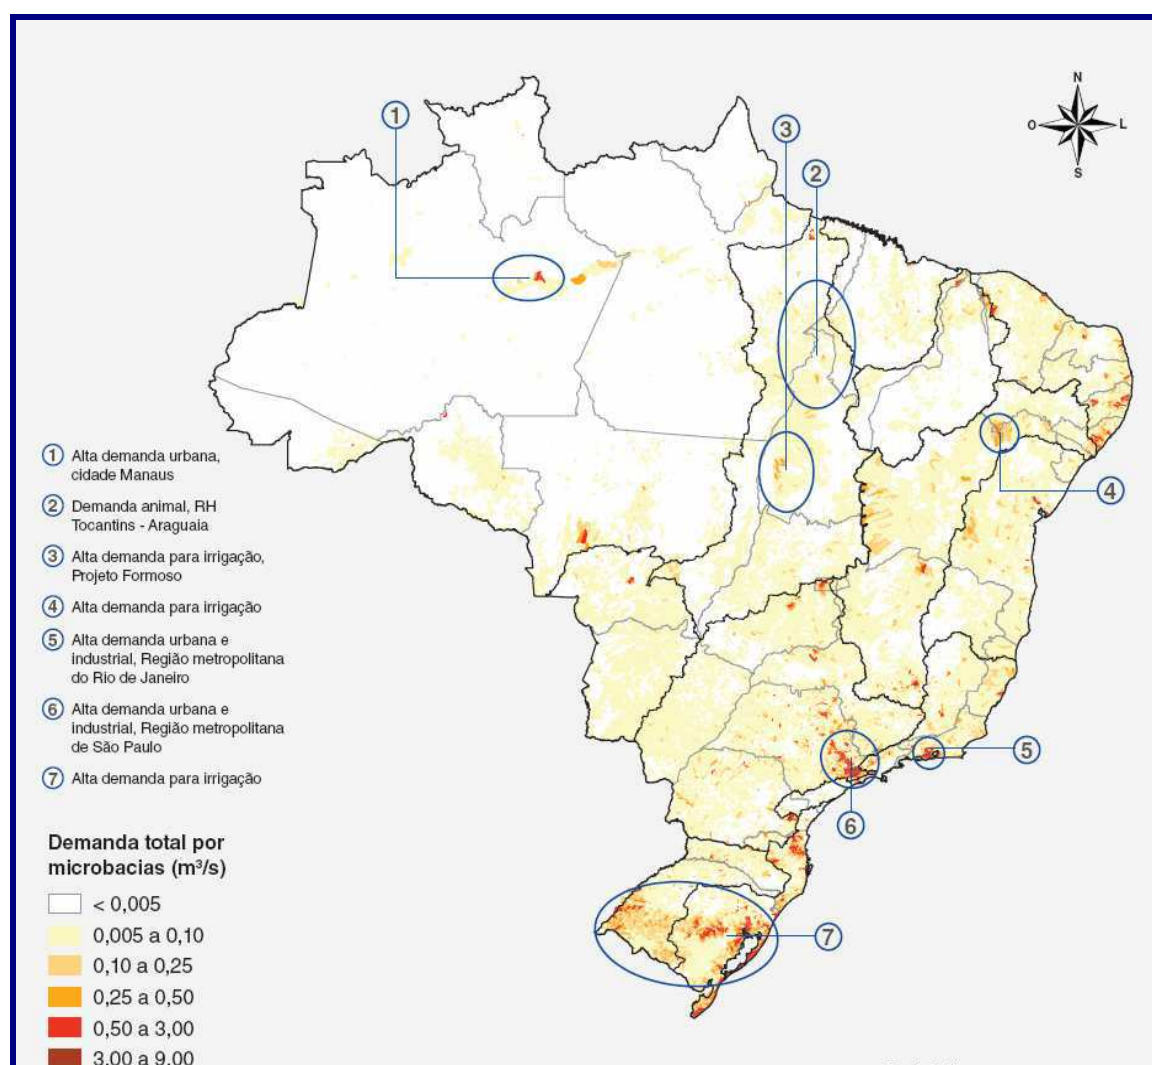 N
O
L
S
1
3
2
4
5
6
7
1 Alta demanda urbana,
cidade Manaus
2 Demanda animal, RH
Tocantins - Araguaia
3 Alta demanda para irrigação,
Projeto Formoso
4 Alta demanda para irrigação
5 Alta demanda urbana e
industrial, Região metropolitana
do Rio de Janeiro
6 Alta demanda urbana e
industrial, Região metropolitana
de São Paulo
7 Alta demanda para irrigação
Demanda total por
microbacias (m³/s)
< 0,005
0,005 a 0,10
0,10 a 0,25
0,25 a 0,50
0,50 a 3,00
3,00 a 9,00